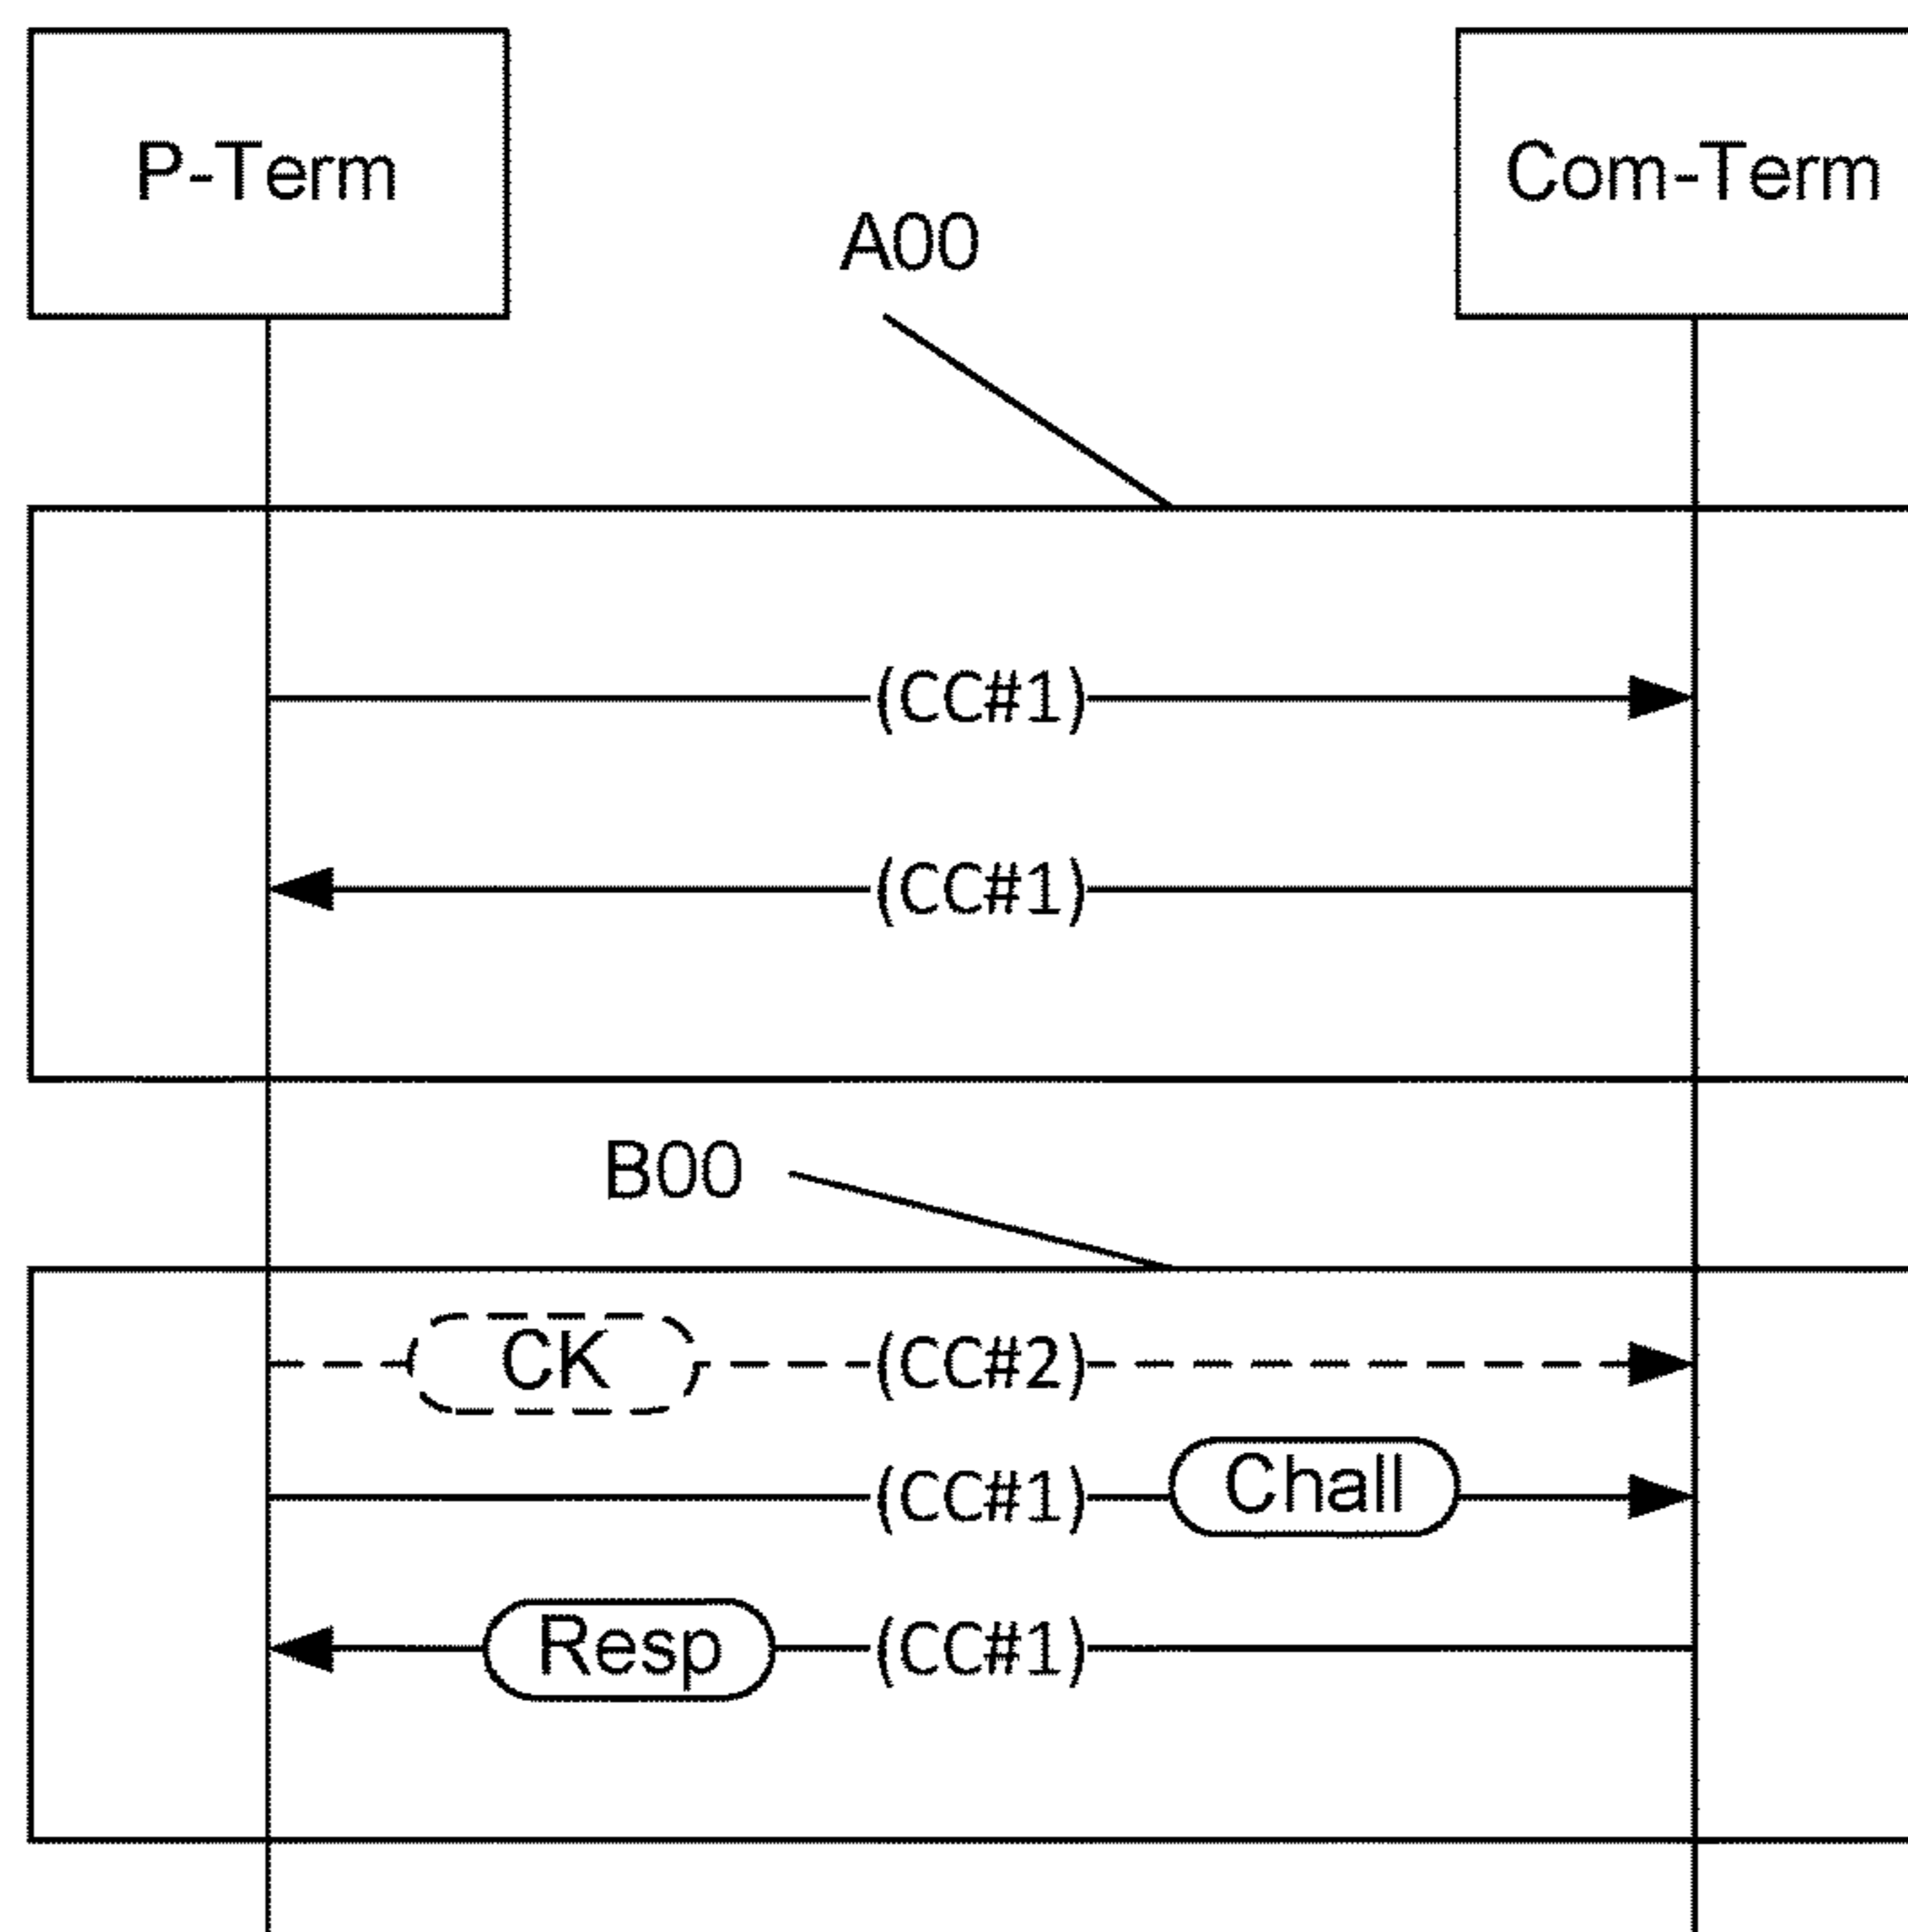 P-Term
Com-Term
A00
(CC#1)
(CC#1)
B00
CK (CC#2)
(CC#1) Chall
Resp (CC#1)